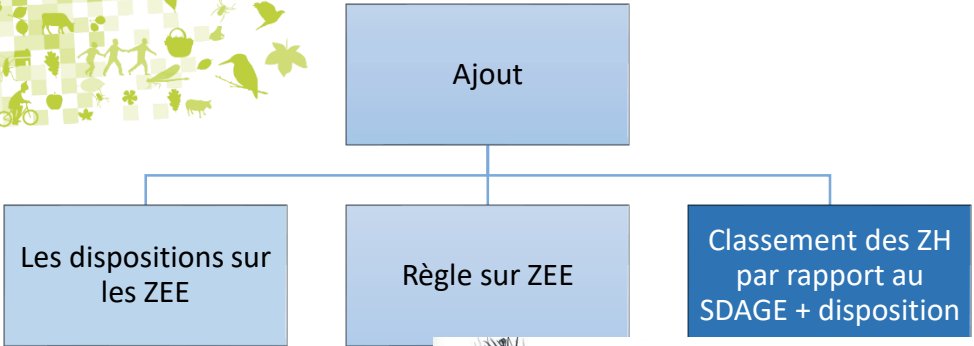 Ajout
Les dispositions sur
les ZEE
Règle sur ZEE
Classement des ZH
par rapport au
SDAGE + disposition